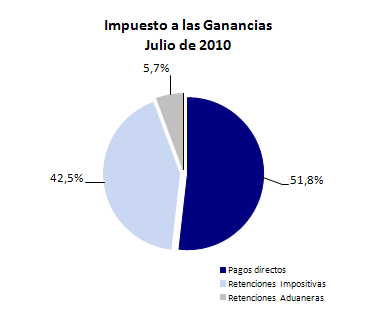 Impuesto a las Ganancias
Julio de 2010
5,7%
42,5%
51,8%
Pagos directos
Retenciones Impositivas
Retenciones Aduaneras